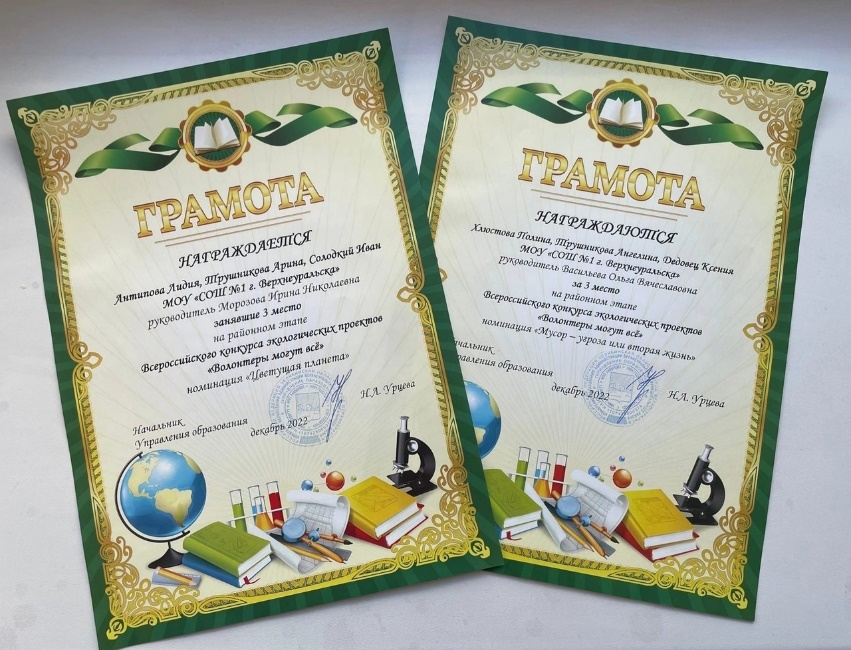 ГРАМОТА
НАГРАЖДАЕТСЯ
Антипова Лидия, Трушникова Арина, Солодкий Иван
МОУ «СОШ №1 г. Верхнеуральска»
руководитель Морозова Ирина Николаевна
занявшие 3 место
на районном этапе
Всероссийского конкурса экологических проектов
«Волонтеры могут всё»
номинация «Цветущая планета»
Начальник
Управления образования
декабрь 2022
Н.А. Урцева
ГРАМОТА
НАГРАЖДАЮТСЯ
Хлюстова Полина, Трушникова Ангелина, Дедовец Ксения
МОУ «СОШ №1 г. Верхнеуральска»
руководитель Васильева Ольга Вячеславовна
за 3 место
на районном этапе
Всероссийского конкурса экологических проектов
«Волонтеры могут всё»
номинация «Мусор – угроза или вторая жизнь»
образования
декабрь 2022
Н.А. Урцева